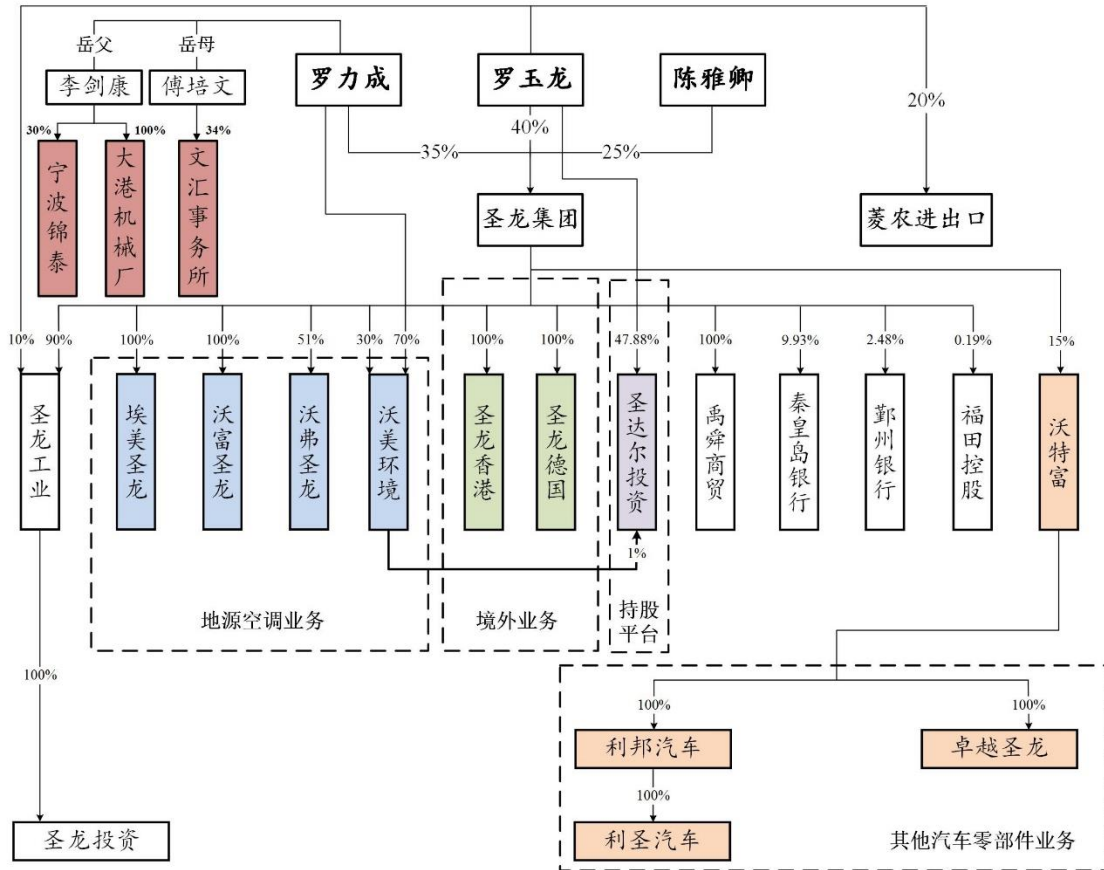 岳父
岳母
李剑康
傅培文
罗力成
罗玉龙
陈雅卿
20%
40%
35%
25%
30%
100%
34%
宁波锦泰
大港机械厂
文汇事务所
圣龙集团
菱农进出口
10%
90%
100%
100%
51%
30%
70%
100%
100%
47.88%
100%
9.93%
2.48%
0.19%
15%
圣龙工业
埃美圣龙
沃富圣龙
沃弗圣龙
沃美环境
圣龙香港
圣龙德国
圣达尔投资
禹舜商贸
秦皇岛银行
鄞州银行
福田控股
沃特富
1%
地源空调业务
境外业务
持股
平台
100%
100%
100%
利邦汽车
卓越圣龙
100%
利圣汽车
圣龙投资
其他汽车零部件业务